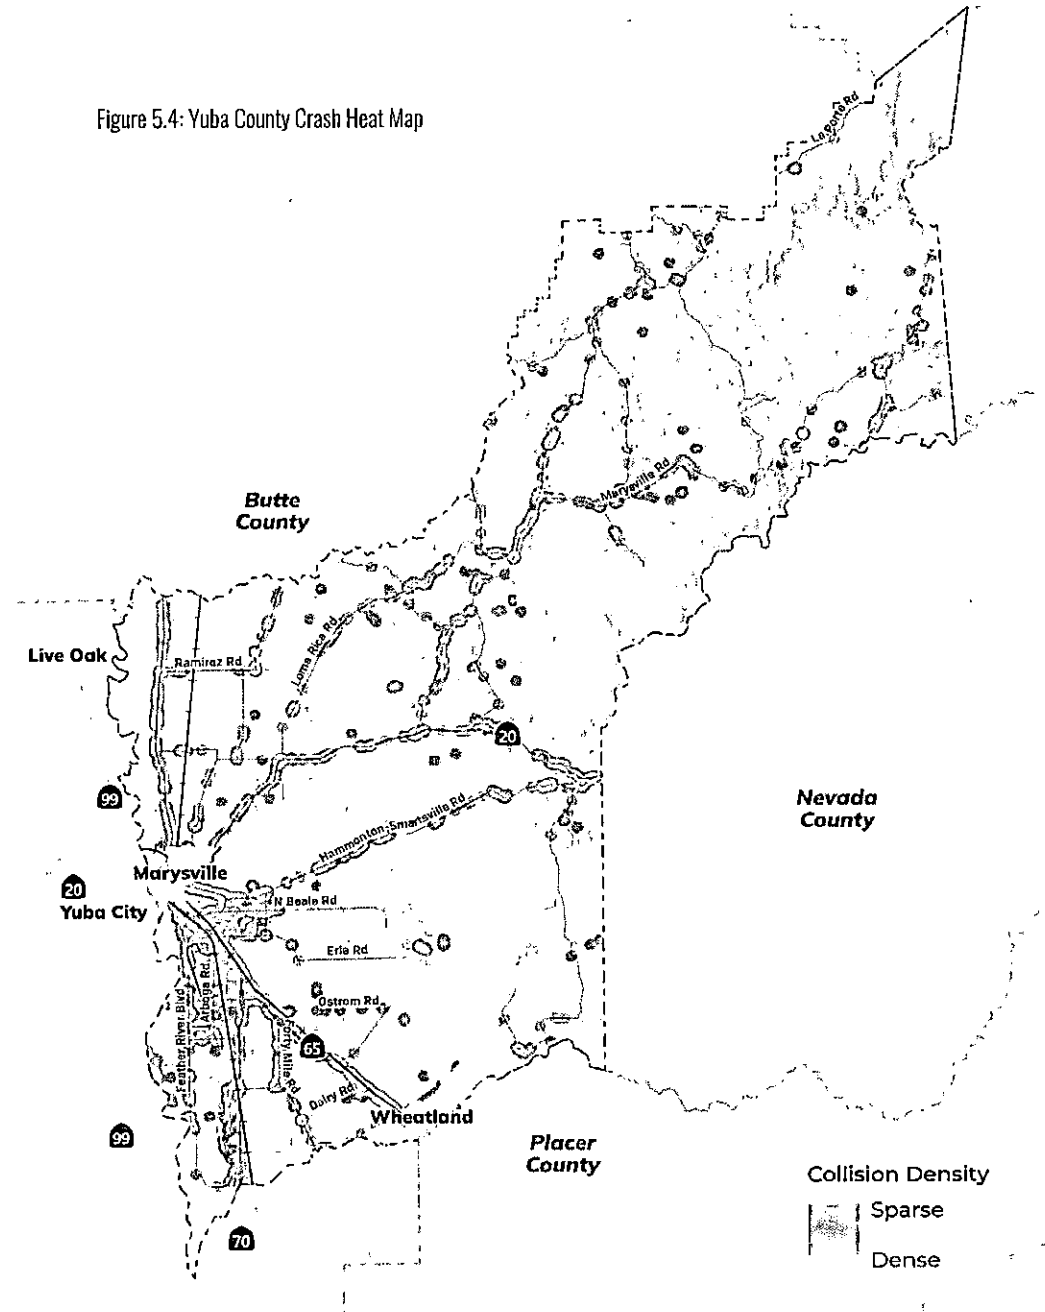 Figure 5.4: Yuba County Crash Heat Map
La Porte Rd
Marysville Rd
Butte
County
Live Oak
Ramirez Rd
Loma Rica Rd
20
99
Nevada
County
Hammonton-Smartsville Rd
Marysville
20
Yuba City
N Beale Rd
Erle Rd
Feather River Blvd
Arboga Rd
Ostrom Rd
65
Forty Mile Rd
Dairy Rd
Wheatland
99
Placer
County
70
Collision Density
Sparse
Dense